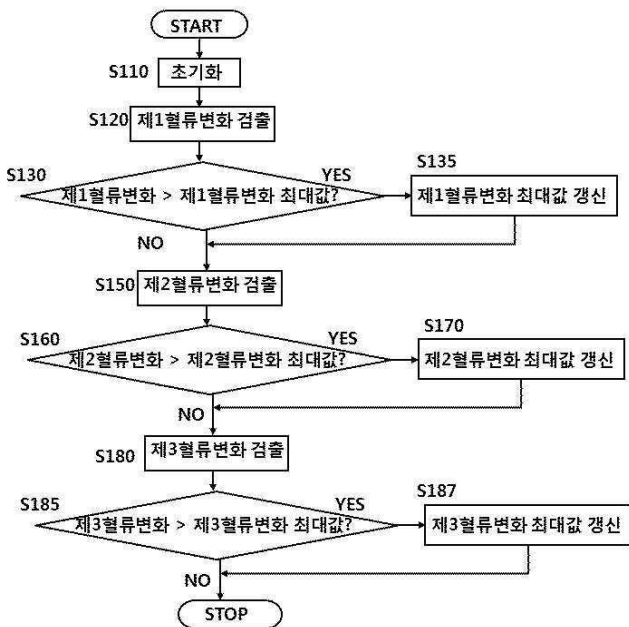 START
S110
초기화
S120
제1혈류변화 검출
S130
YES
S135
제1혈류변화 > 제1혈류변화 최대값?
제1혈류변화 최대값 갱신
NO
S150
제2혈류변화 검출
S160
YES
S170
제2혈류변화 > 제2혈류변화 최대값?
제2혈류변화 최대값 갱신
NO
S180
제3혈류변화 검출
S185
YES
S187
제3혈류변화 > 제3혈류변화 최대값?
제3혈류변화 최대값 갱신
NO
STOP